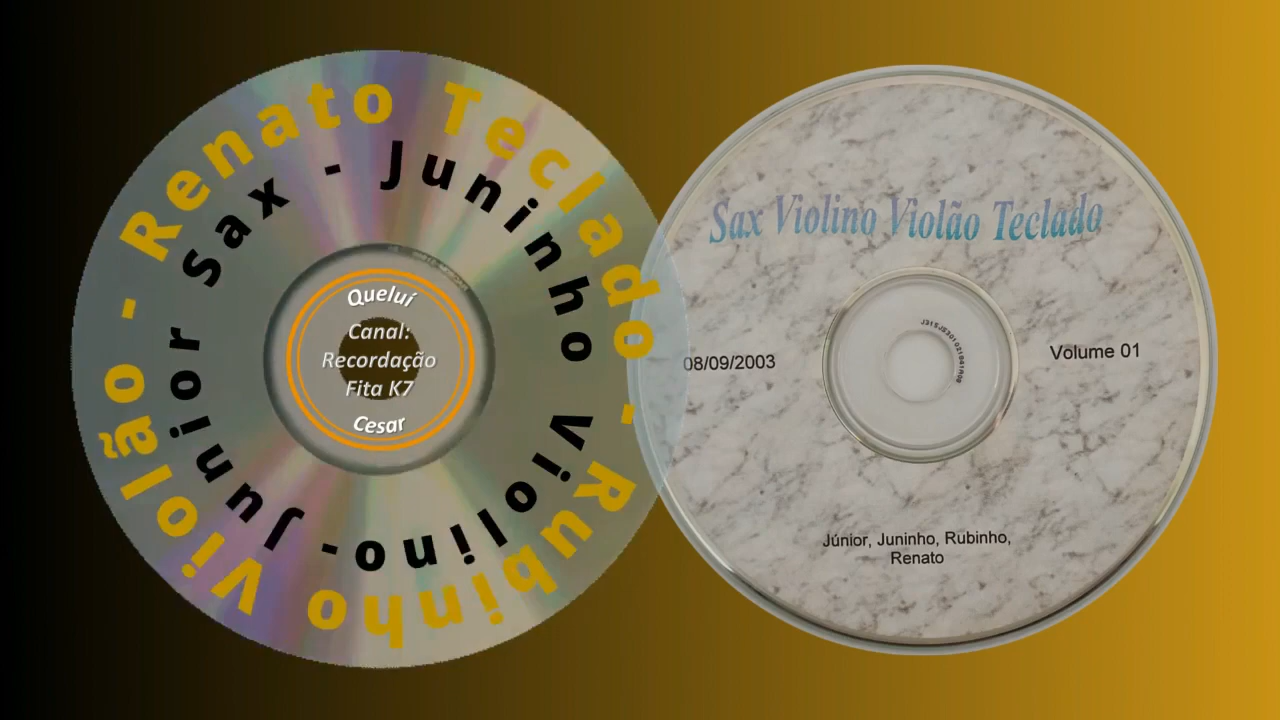 Renato Teclado - Rubinho Violão -
Junior Sax - Juninho Violino-
Queluí
Canal:
Recordação
Fita K7
Cesar
Sax Violino Violão Teclado
08/09/2003
Volume 01
Júnior, Juninho, Rubinho,
Renato